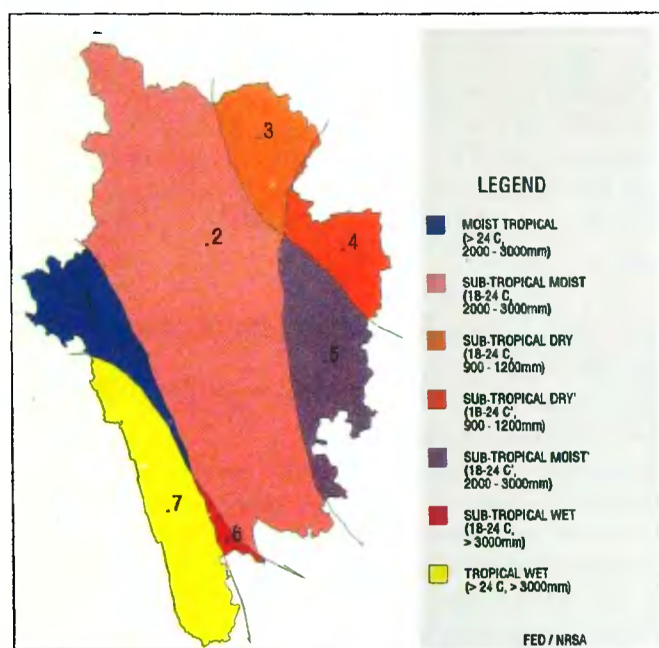 .3
.2
.4
.5
.7
.6
LEGEND
MOIST TROPICAL
(> 24 C,
2000 - 3000mm)
SUB-TROPICAL MOIST
(18-24 C,
2000 - 3000mm)
SUB-TROPICAL DRY
(18-24 C,
900 - 1200mm)
SUB-TROPICAL DRY'
(18-24 C',
900 - 1200mm)
SUB-TROPICAL MOIST'
(18-24 C',
2000 - 3000mm)
SUB-TROPICAL WET
(18-24 C,
> 3000mm)
TROPICAL WET
(> 24 C, > 3000mm)
FED / NRSA